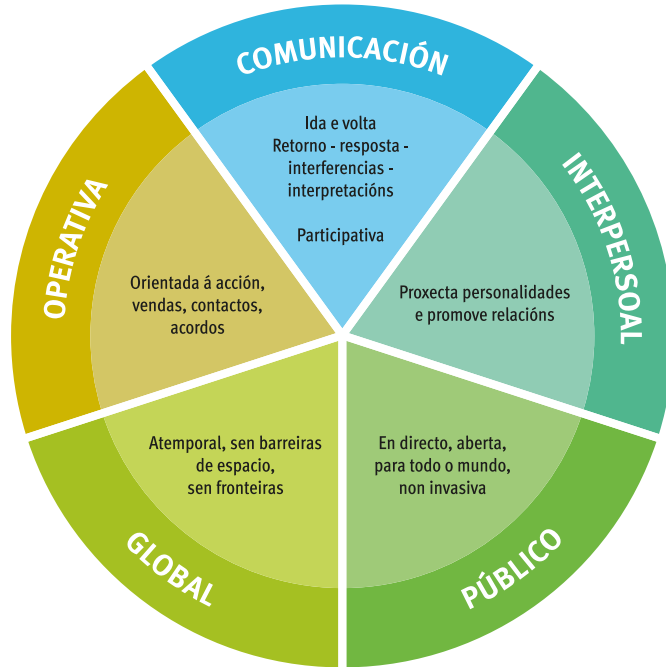 COMUNICACIÓN
Ida e volta
Retorno - resposta -
interferencias -
interpretacións
Participativa
INTERPERSOAL
Proxecta personalidades
e promove relacións
PÚBLICO
En directo, aberta,
para todo o mundo,
non invasiva
GLOBAL
Atemporal, sen barreiras
de espacio,
sen fronteiras
OPERATIVA
Orientada á acción,
vendas, contactos,
acordos